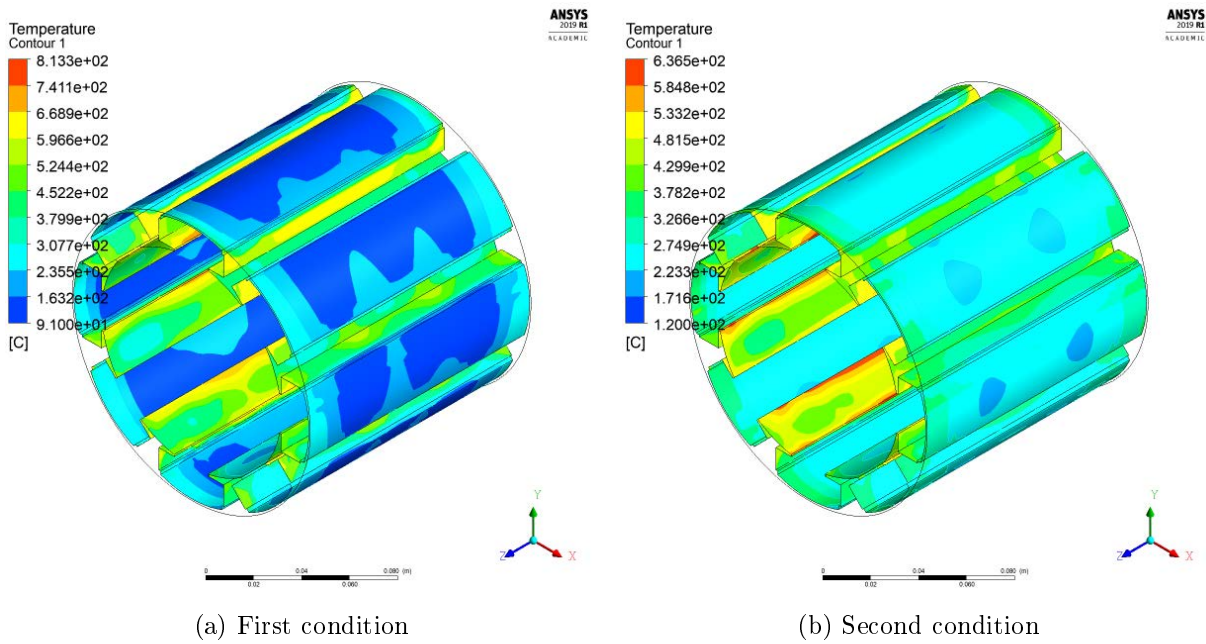 ANSYS
2019 R1
ACADEMIC
Temperature
Contour 1
8.133e+02
7.411e+02
6.689e+02
5.966e+02
5.244e+02
4.522e+02
3.799e+02
3.077e+02
2.355e+02
1.632e+02
9.100e+01
[C]
Y
Z
X
0
0.04
0.080 (m)
0.02
0.060
(a) First condition
ANSYS
2019 R1
ACADEMIC
Temperature
Contour 1
6.365e+02
5.848e+02
5.332e+02
4.815e+02
4.299e+02
3.782e+02
3.266e+02
2.749e+02
2.233e+02
1.716e+02
1.200e+02
[C]
Y
Z
X
0
0.04
0.080 (m)
0.02
0.060
(b) Second condition